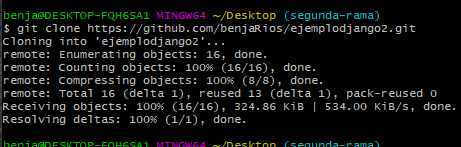 benja@DESKTOP-FQH6SA1 MINGW64 ~/Desktop (segunda-rama)
$ git clone https://github.com/benjaRios/ejemplodjango2.git
Cloning into 'ejemplodjango2'...
remote: Enumerating objects: 16, done.
remote: Counting objects: 100% (16/16), done.
remote: Compressing objects: 100% (8/8), done.
remote: Total 16 (delta 1), reused 13 (delta 1), pack-reused 0
Receiving objects: 100% (16/16), 324.86 KiB | 534.00 KiB/s, done.
Resolving deltas: 100% (1/1), done.
benja@DESKTOP-FQH6SA1 MINGW64 ~/Desktop (segunda-rama)